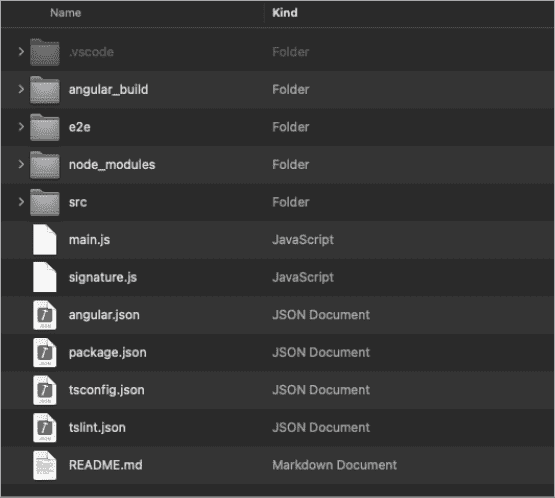 Name Kind
.vscode Folder
angular_build Folder
e2e Folder
node_modules Folder
src Folder
main.js JavaScript
signature.js JavaScript
angular.json JSON Document
package.json JSON Document
tsconfig.json JSON Document
tslint.json JSON Document
README.md Markdown Document